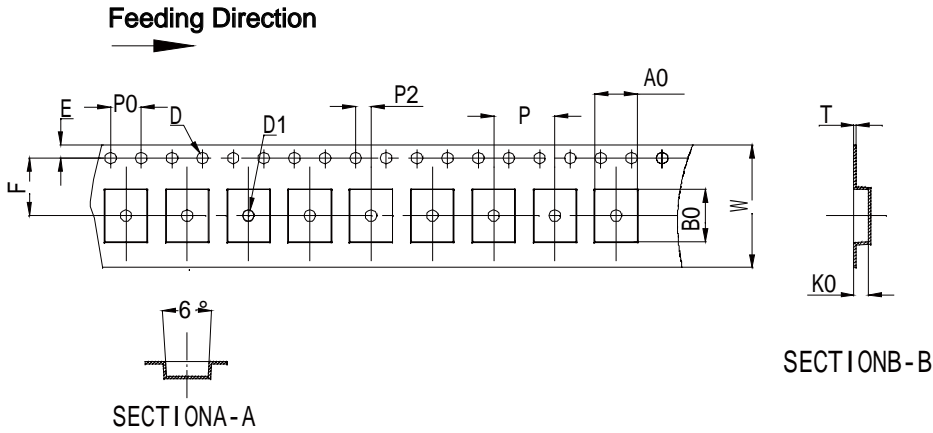 Feeding Direction
E
P0
D
D1
P2
P
A0
T
F
B0
W
K0
6°
SECTIONB-B
SECTIONA-A